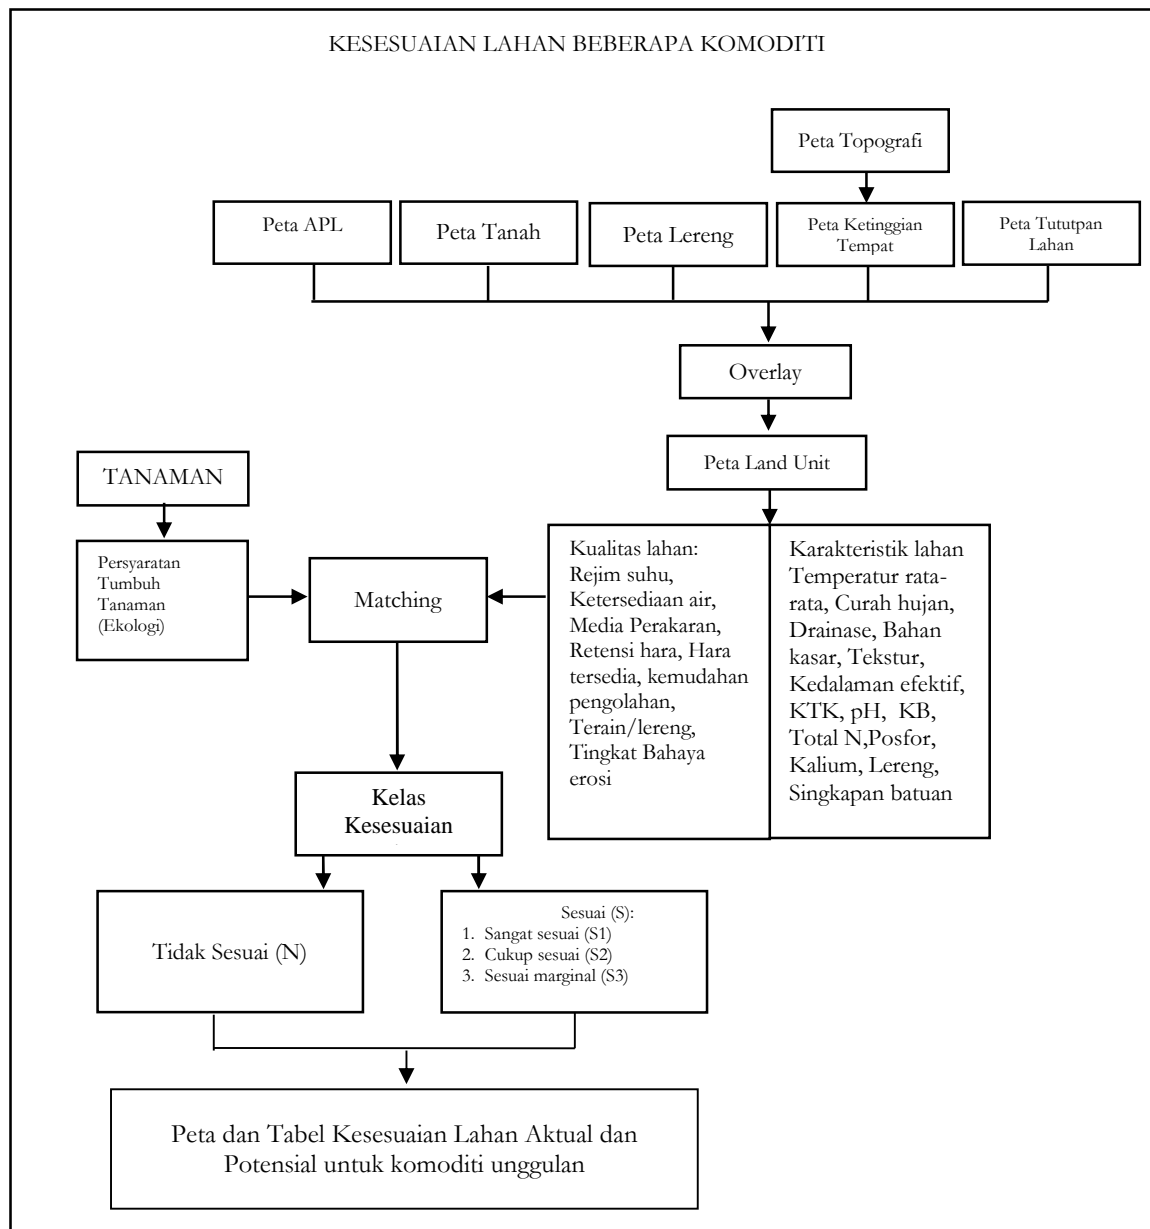 KESESUAIAN LAHAN BEBERAPA KOMODITI
Peta Topografi
Peta APL
Peta Tanah
Peta Lereng
Peta Ketinggian
Tempat
Peta Tututpan
Lahan
Overlay
Peta Land Unit
TANAMAN
Persyaratan
Tumbuh
Tanaman
(Ekologi)
Matching
Kualitas lahan:
Rejim suhu,
Ketersediaan air,
Media Perakaran,
Retensi hara, Hara
tersedia, kemudahan
pengolahan,
Terain/lereng,
Tingkat Bahaya
erosi
Karakteristik lahan
Temperatur rata-
rata, Curah hujan,
Drainase, Bahan
kasar, Tekstur,
Kedalaman efektif,
KTK, pH, KB,
Total N,Posfor,
Kalium, Lereng,
Singkapan batuan
Kelas
Kesesuaian
Tidak Sesuai (N)
Sesuai (S):
1. Sangat sesuai (S1)
2. Cukup sesuai (S2)
3. Sesuai marginal (S3)
Peta dan Tabel Kesesuaian Lahan Aktual dan
Potensial untuk komoditi unggulan